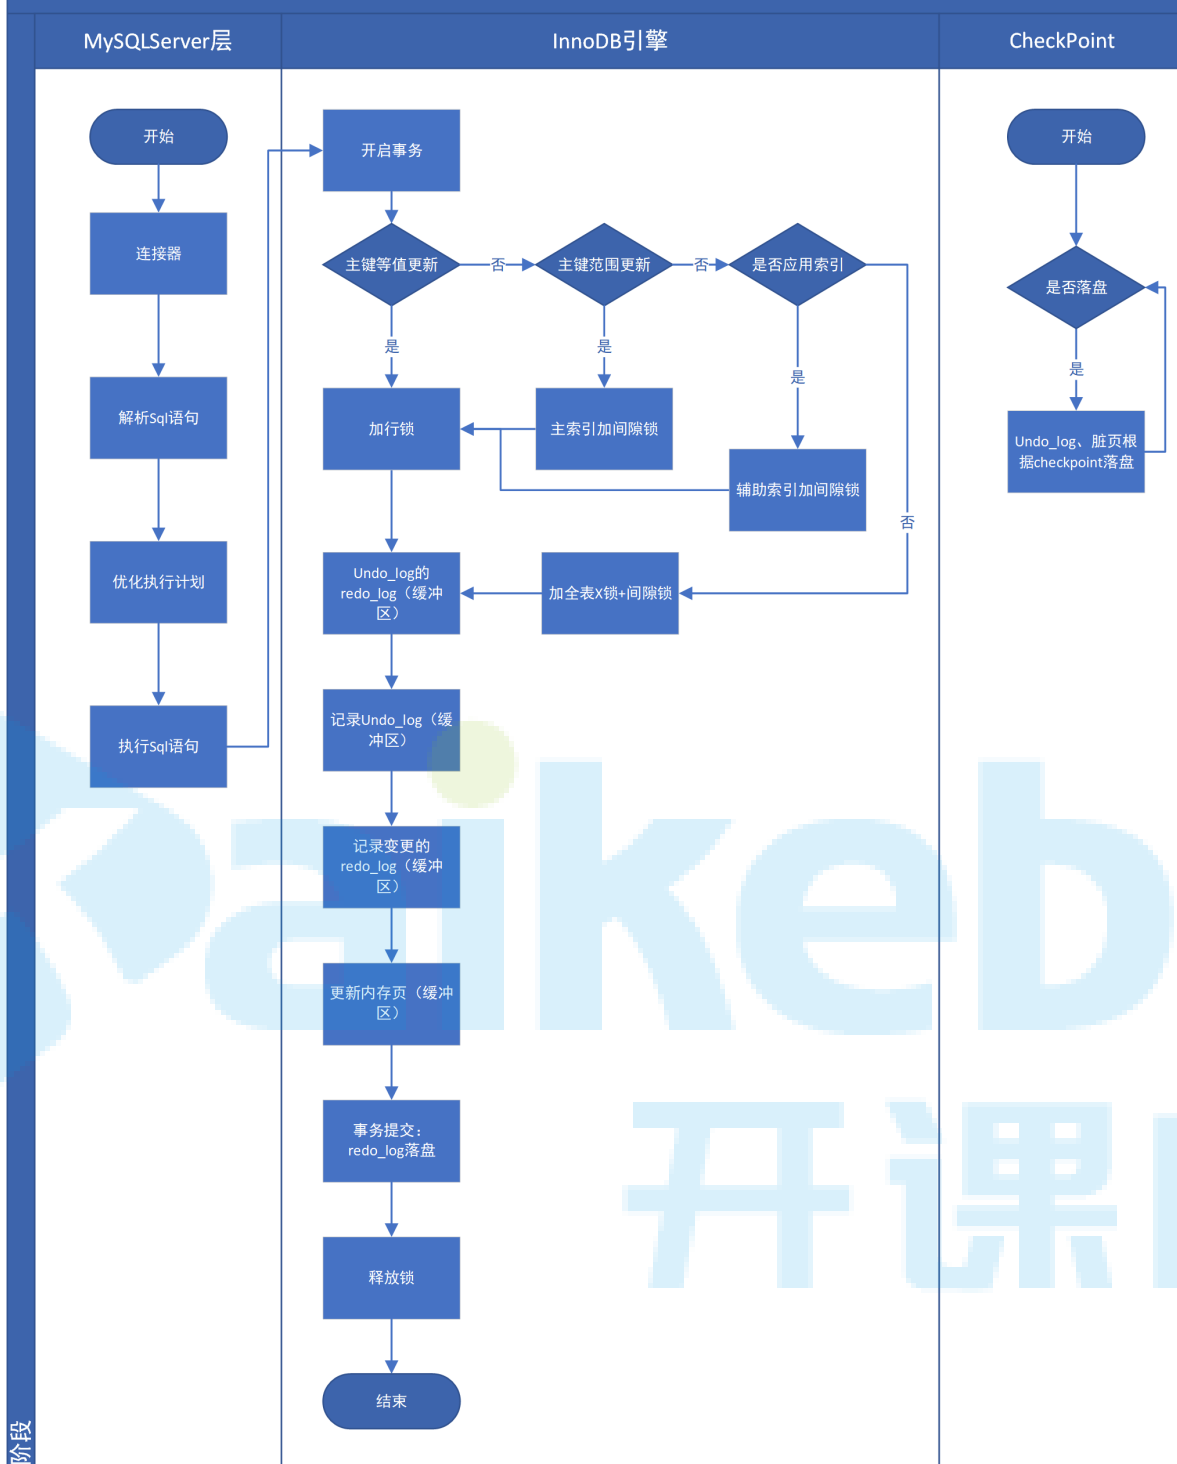 MySQLServer层
InnoDB引擎
CheckPoint
开始
连接器
解析Sql语句
优化执行计划
执行Sql语句
开启事务
主键等值更新
否
主键范围更新
否
是否应用索引
是
是
是
否
加行锁
主索引加间隙锁
辅助索引加间隙锁
Undo_log的
redo_log（缓冲
区）
加全表X锁+间隙锁
记录Undo_log（缓
冲区）
记录变更的
redo_log（缓冲
区）
更新内存页（缓冲
区）
事务提交：
redo_log落盘
释放锁
结束
开始
是否落盘
是
Undo_log、脏页根
据checkpoint落盘
阶段
aikeb
开课